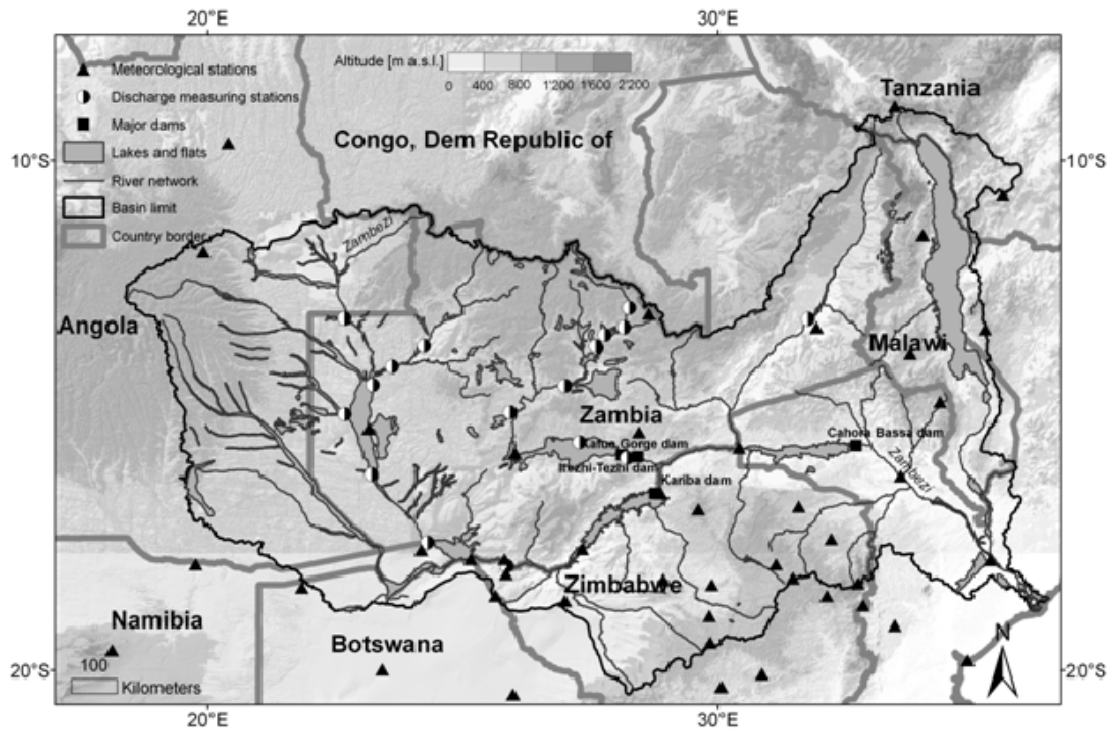 20°E 30°E
Altitude [m a.s.l.]
0 400 800 1'200 1'600 2'200
Meteorological stations
Discharge measuring stations
Major dams
Lakes and flats
River network
Basin limit
Country border
Tanzania
Congo, Dem Republic of
10°S 10°S
Zambezi
Angola
Malawi
Zambia
Cahora Bassa dam
Kafue Gorge dam
Itezhi-Tezhi dam
Zambezi
Kariba dam
Zimbabwe
Namibia
Botswana
N
20°S 20°S
100
Kilometers
20°E 30°E